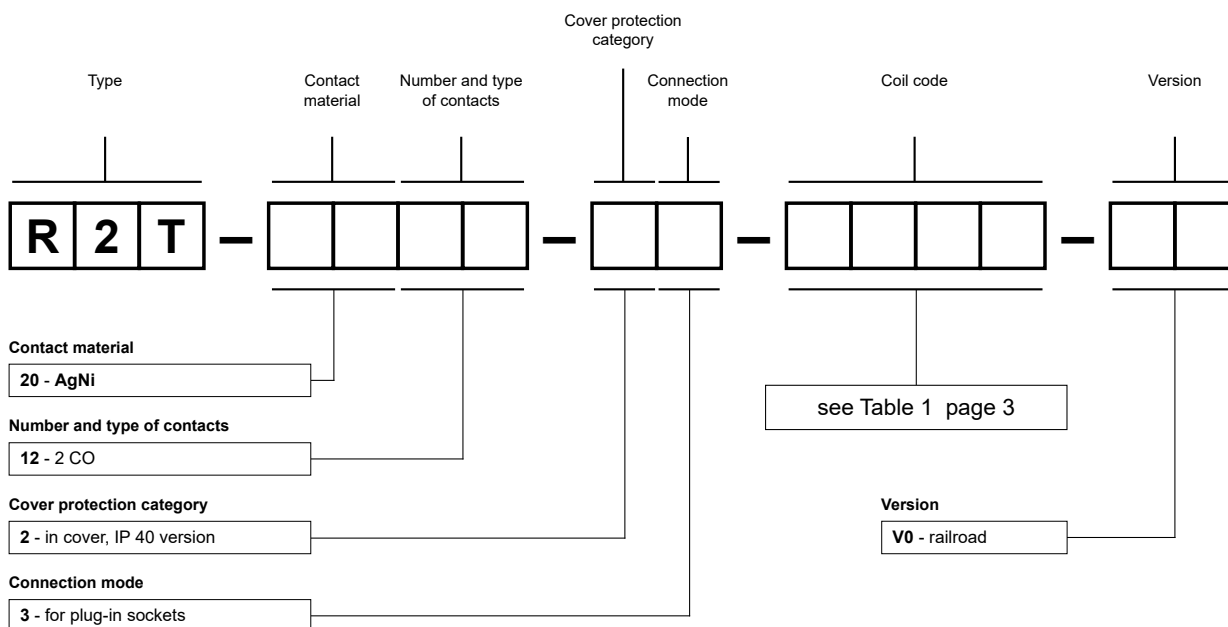 Cover protection
category
Type
Contact
material
Number and type
of contacts
Connection
mode
Coil code
Version
R 2 T – – – –
Contact material
20 - AgNi
Number and type of contacts
12 - 2 CO
Cover protection category
2 - in cover, IP 40 version
Connection mode
3 - for plug-in sockets
see Table 1 page 3
Version
V0 - railroad